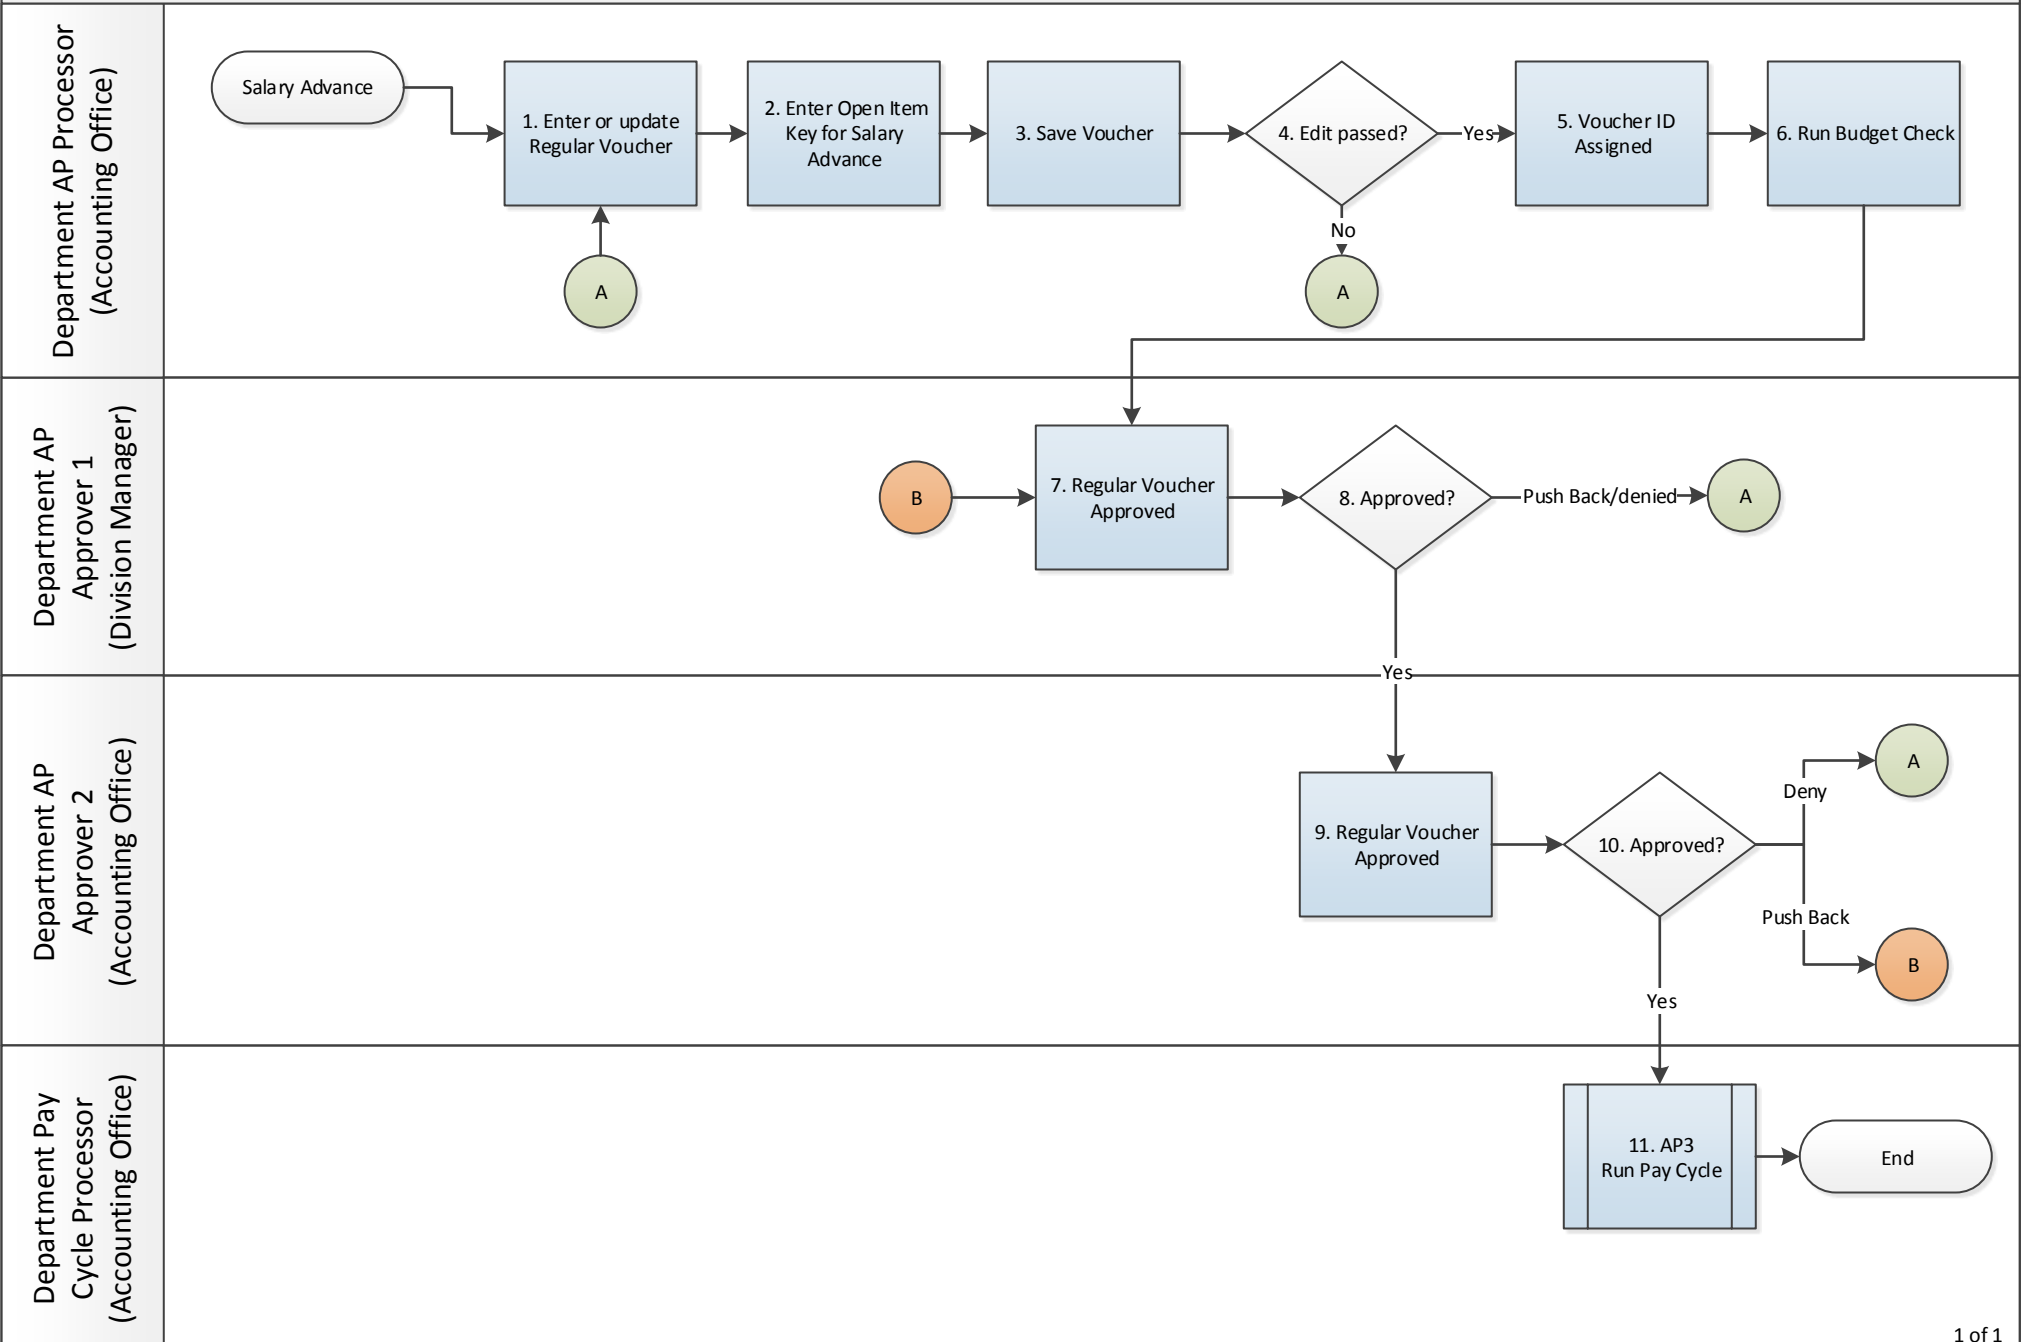 Department AP Processor
(Accounting Office)
Salary Advance
1. Enter or update
Regular Voucher
2. Enter Open Item
Key for Salary
Advance
3. Save Voucher
4. Edit passed?
Yes
5. Voucher ID
Assigned
6. Run Budget Check
No
A
A
Department AP
Approver 1
(Division Manager)
B
7. Regular Voucher
Approved
8. Approved?
Push Back/denied
A
Yes
Department AP
Approver 2
(Accounting Office)
9. Regular Voucher
Approved
10. Approved?
Deny
A
Push Back
B
Yes
Department Pay
Cycle Processor
(Accounting Office)
11. AP3
Run Pay Cycle
End
1 of 1